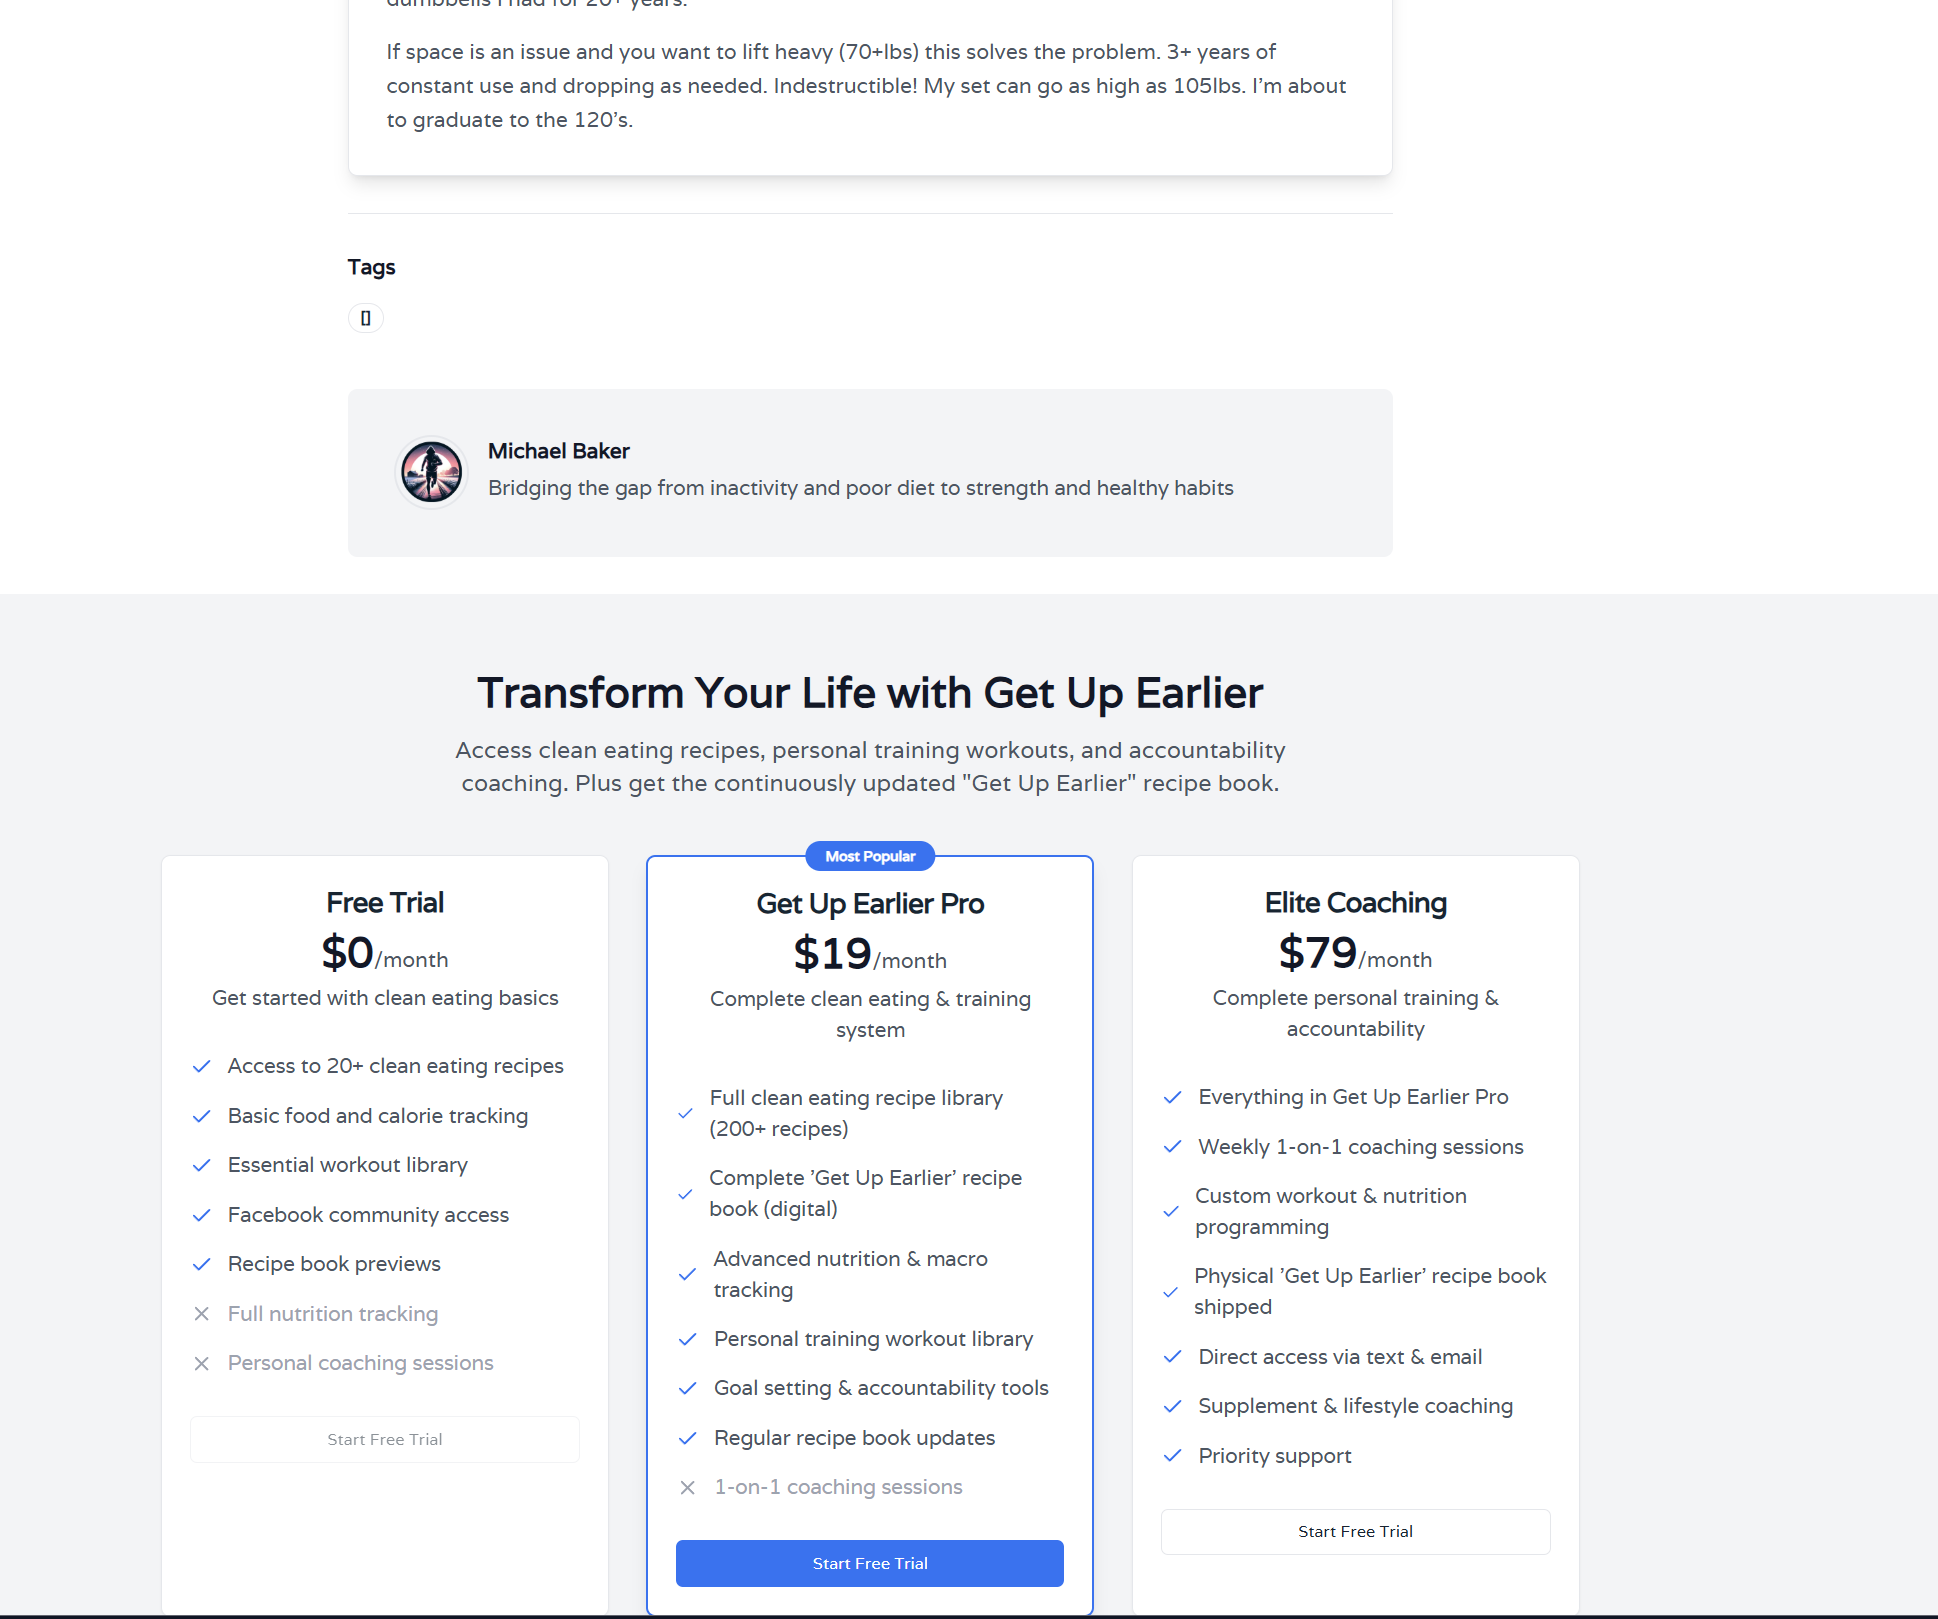 dumbbells I had for 20+ years.
If space is an issue and you want to lift heavy (70+lbs) this solves the problem. 3+ years of
constant use and dropping as needed. Indestructible! My set can go as high as 105lbs. I'm about
to graduate to the 120's.
Tags
[]
Michael Baker
Bridging the gap from inactivity and poor diet to strength and healthy habits
Transform Your Life with Get Up Earlier
Access clean eating recipes, personal training workouts, and accountability
coaching. Plus get the continuously updated "Get Up Earlier" recipe book.
Free Trial
$0/month
Get started with clean eating basics
Access to 20+ clean eating recipes
Basic food and calorie tracking
Essential workout library
Facebook community access
Recipe book previews
Full nutrition tracking
Personal coaching sessions
Start Free Trial
Most Popular
Get Up Earlier Pro
$19/month
Complete clean eating & training
system
Full clean eating recipe library
(200+ recipes)
Complete 'Get Up Earlier' recipe
book (digital)
Advanced nutrition & macro
tracking
Personal training workout library
Goal setting & accountability tools
Regular recipe book updates
1-on-1 coaching sessions
Start Free Trial
Elite Coaching
$79/month
Complete personal training &
accountability
Everything in Get Up Earlier Pro
Weekly 1-on-1 coaching sessions
Custom workout & nutrition
programming
Physical 'Get Up Earlier' recipe book
shipped
Direct access via text & email
Supplement & lifestyle coaching
Priority support
Start Free Trial